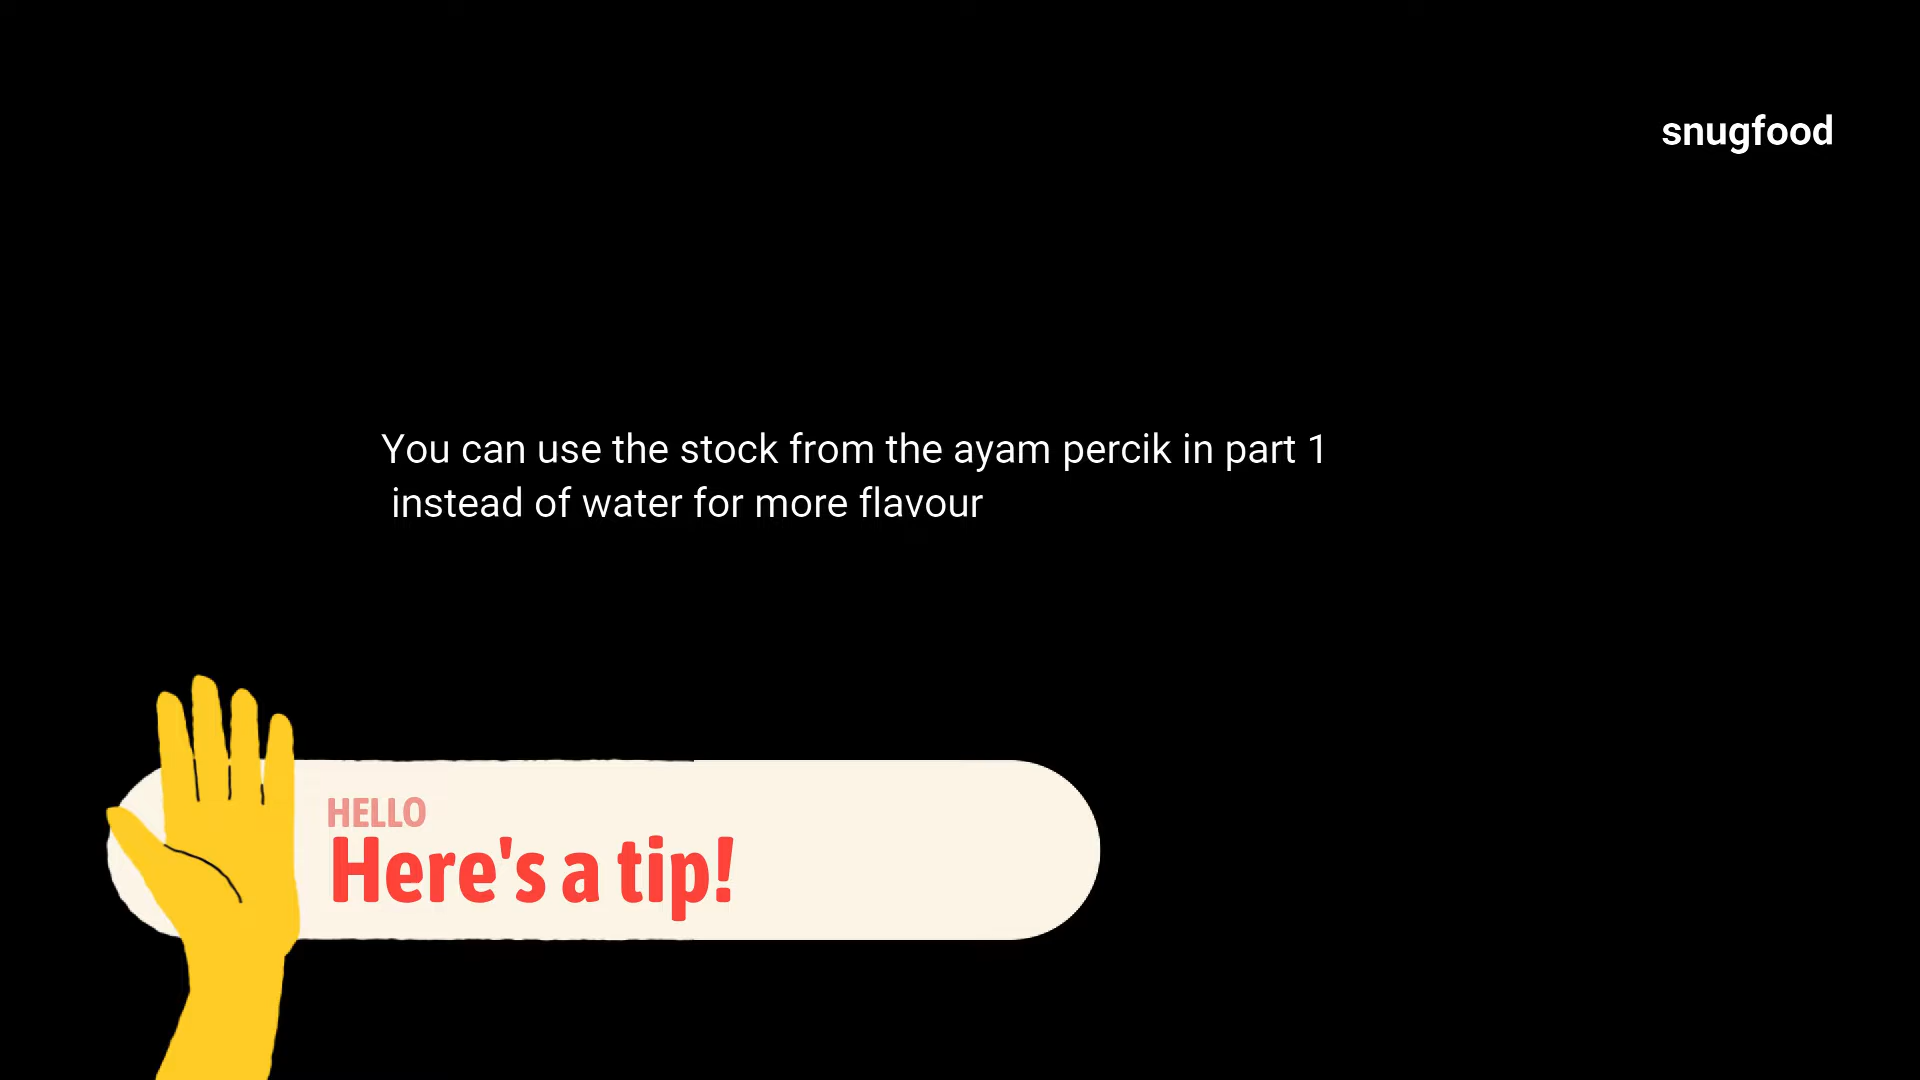 snugfood
You can use the stock from the ayam percik in part 1
instead of water for more flavour
HELLO
Here's a tip!